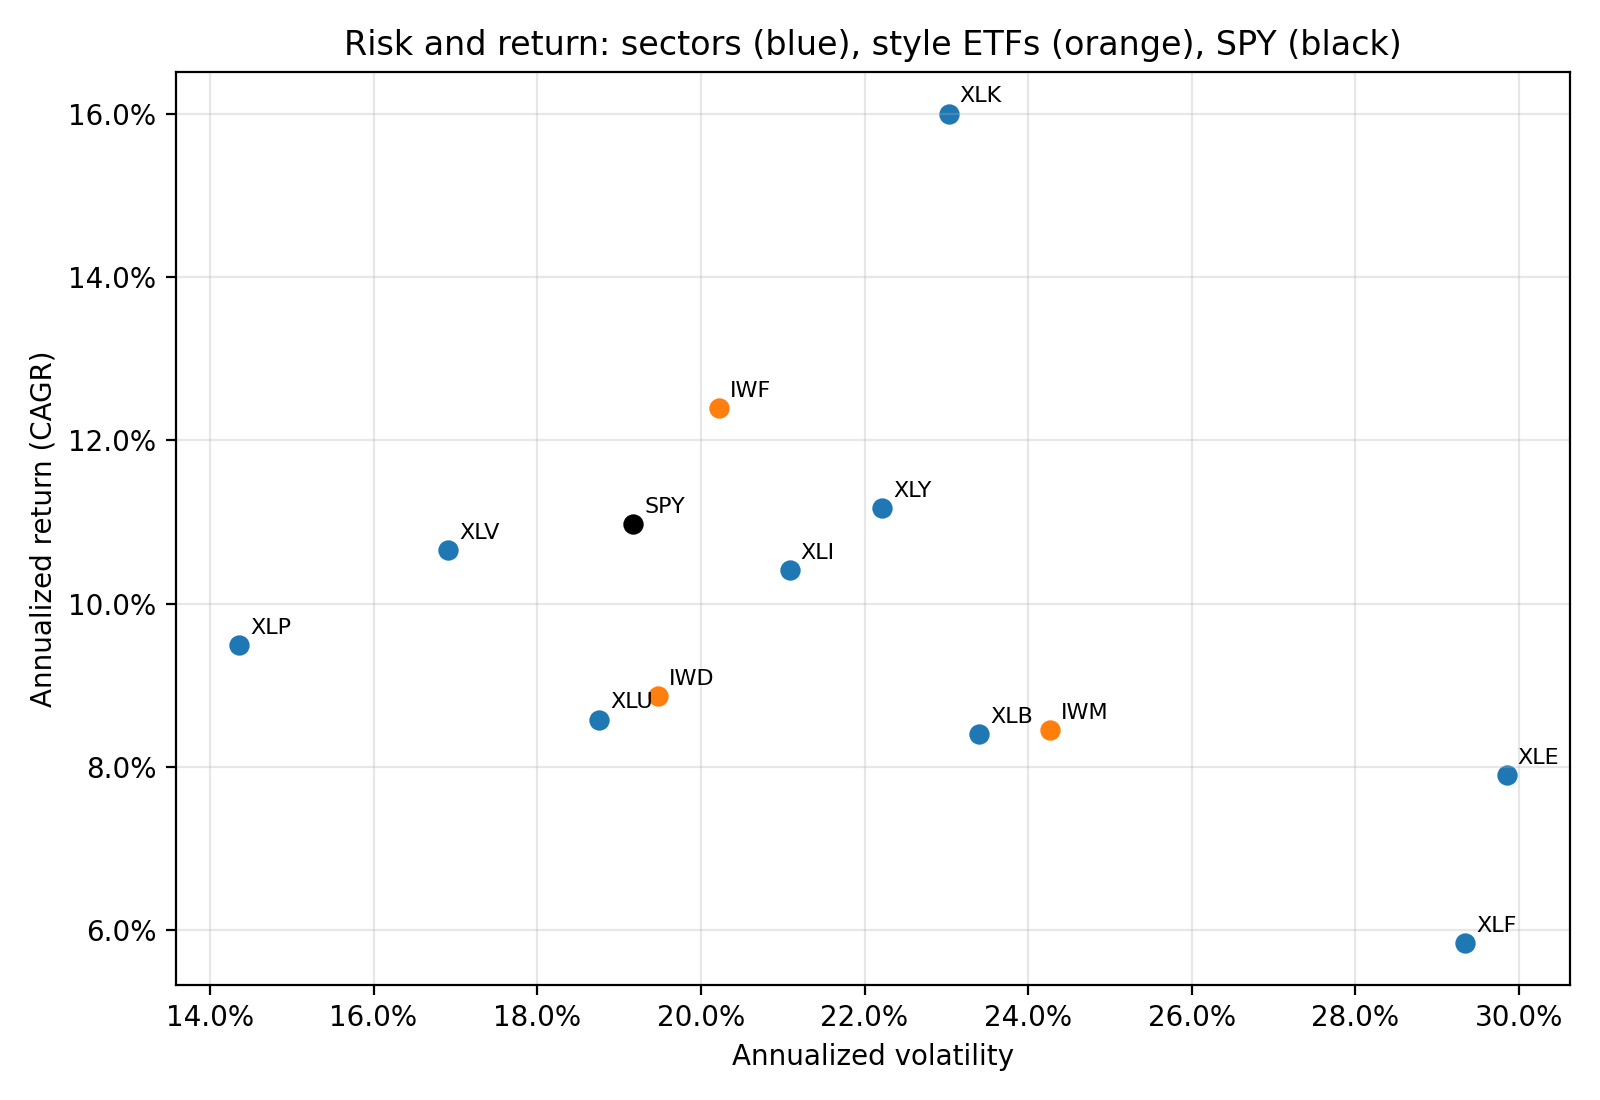 Risk and return: sectors (blue), style ETFs (orange), SPY (black)
Annualized return (CAGR)
16.0%
14.0%
12.0%
10.0%
8.0%
6.0%
XLK
IWF
XLY
SPY
XLV
XLI
XLP
IWD
XLU
XLB
IWM
XLE
XLF
14.0%
16.0%
18.0%
20.0%
22.0%
24.0%
26.0%
28.0%
30.0%
Annualized volatility